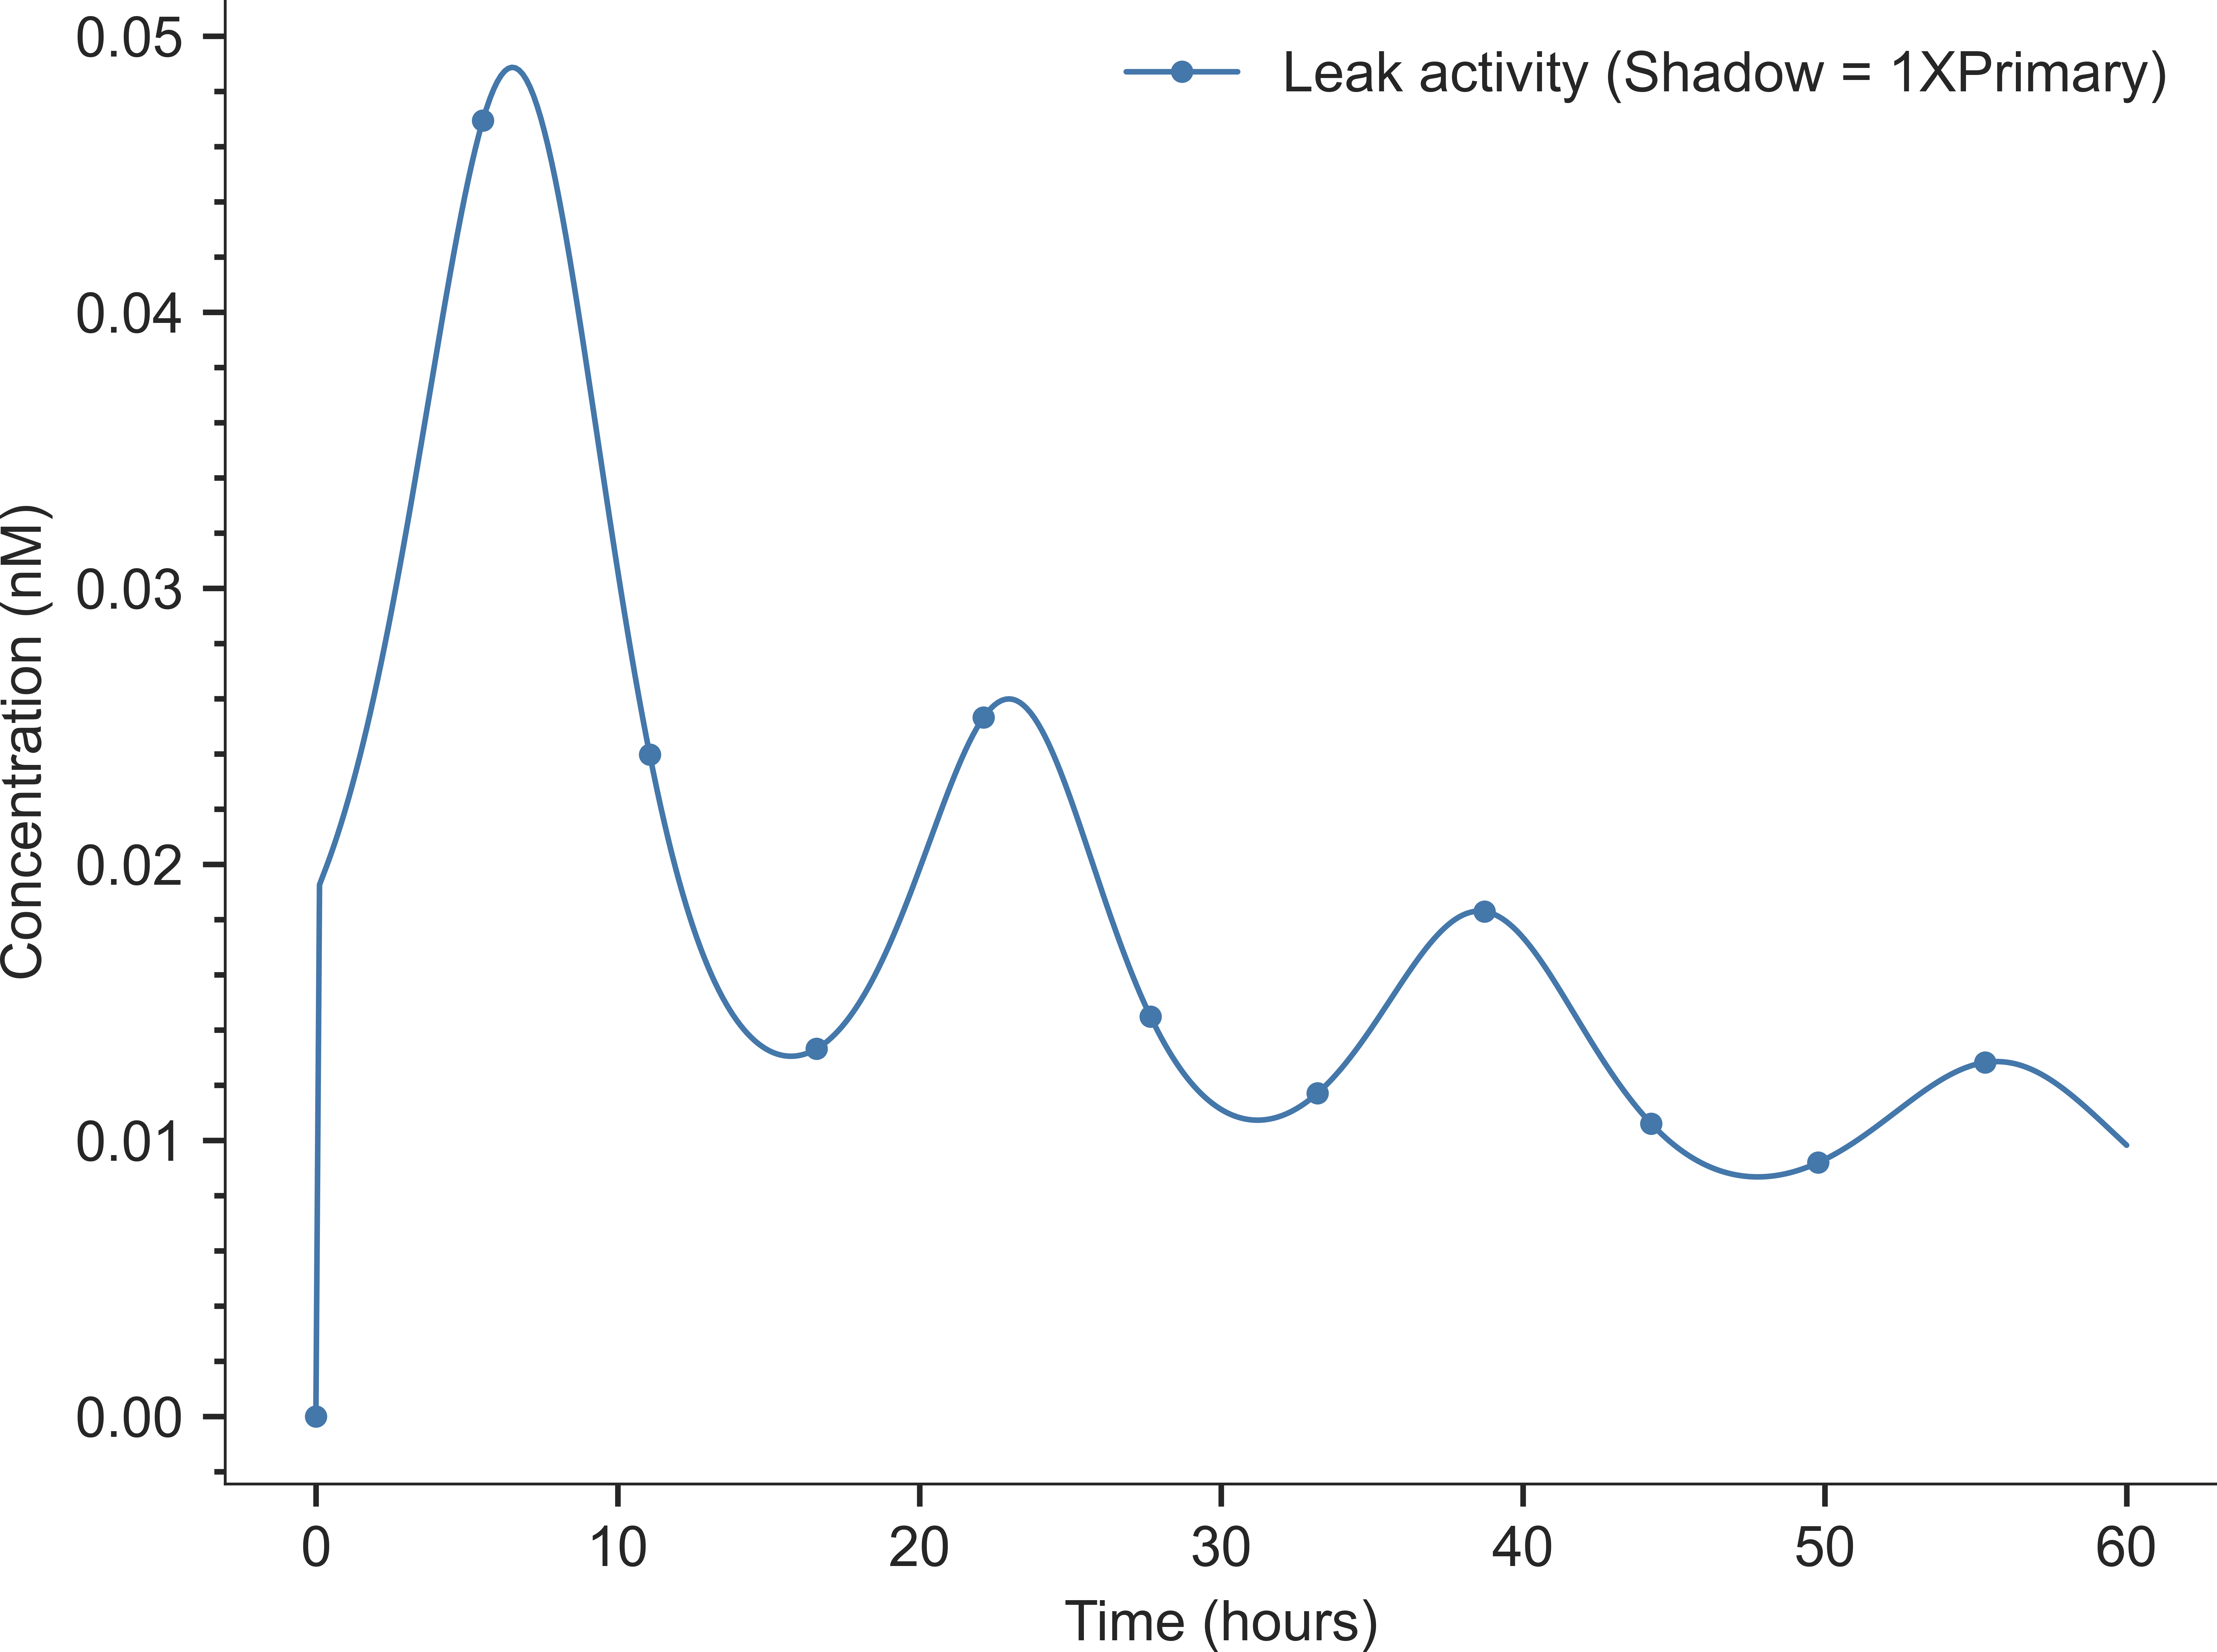 Leak activity (Shadow = 1XPrimary)
Concentration (nM)
0.05
0.04
0.03
0.02
0.01
0.00
0 10 20 30 40 50 60
Time (hours)